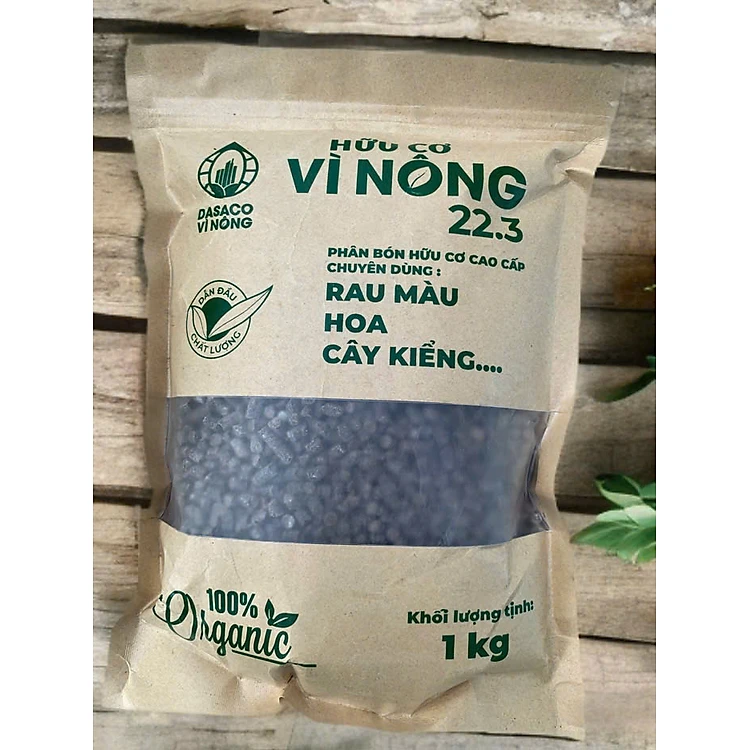 HỮU CƠ
VÌ NÔNG
22.3
DASACO
VÌ NÔNG
PHÂN BÓN HỮU CƠ CAO CẤP
CHUYÊN DÙNG :
RAU MÀU
HOA
CÂY KIỂNG....
DẪN ĐẦU
CHẤT LƯỢNG
100%
Organic
Khối lượng tịnh:
1 kg